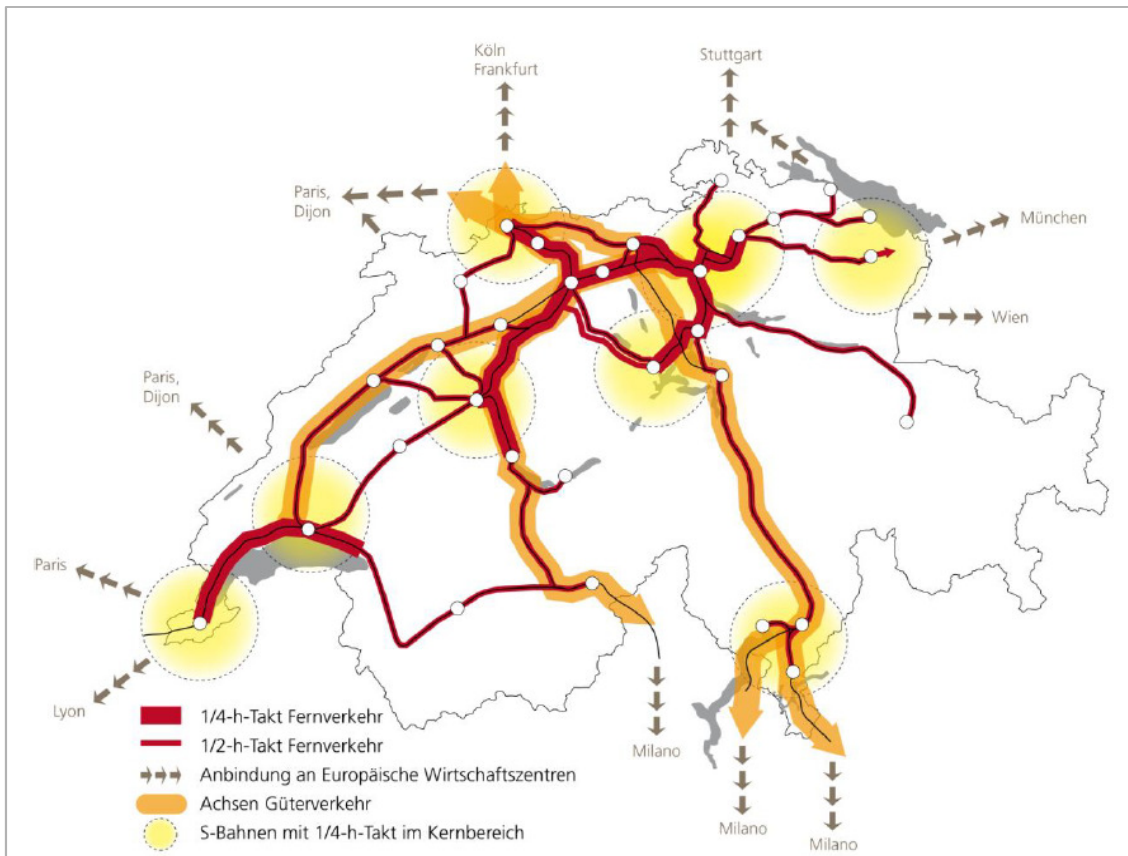 Köln
Frankfurt
Stuttgart
Paris,
Dijon
München
Wien
Paris,
Dijon
Paris
Lyon
1/4-h-Takt Fernverkehr
1/2-h-Takt Fernverkehr
Anbindung an Europäische Wirtschaftszentren
Achsen Güterverkehr
S-Bahnen mit 1/4-h-Takt im Kernbereich
Milano
Milano
Milano